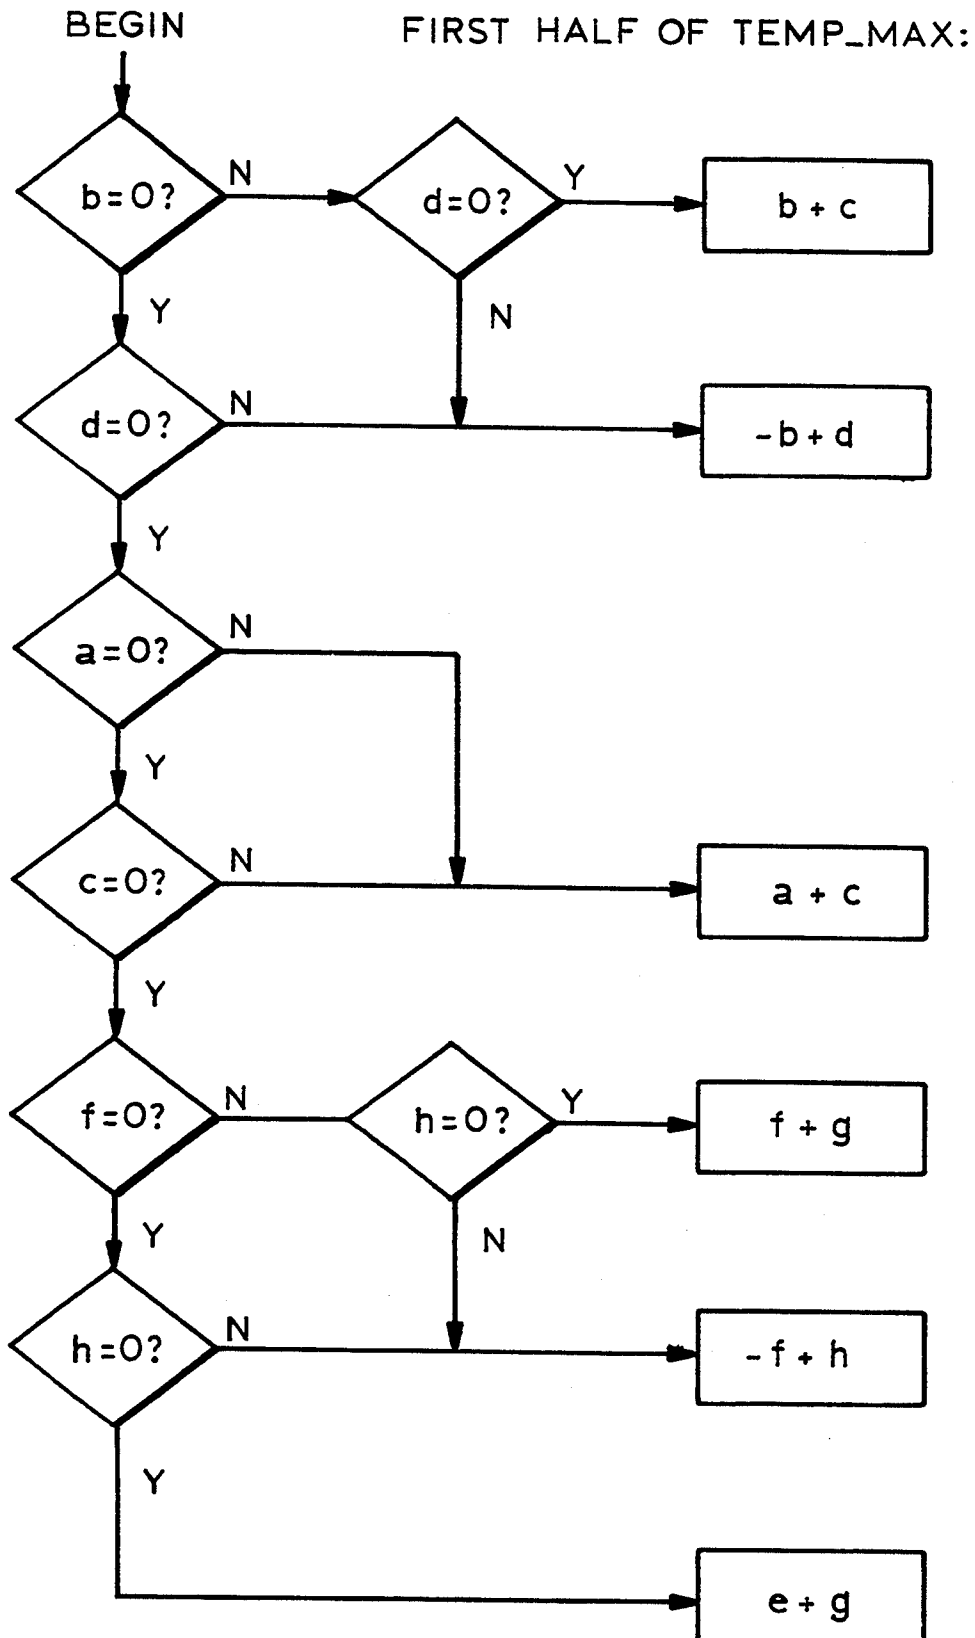 BEGIN
FIRST HALF OF TEMP_MAX:
b=0?
N
d=0?
Y
b + c
Y
N
d=0?
N
-b + d
Y
a=0?
N
Y
c=0?
N
a + c
Y
f=0?
N
h=0?
Y
f + g
Y
N
h=0?
N
-f + h
Y
e + g